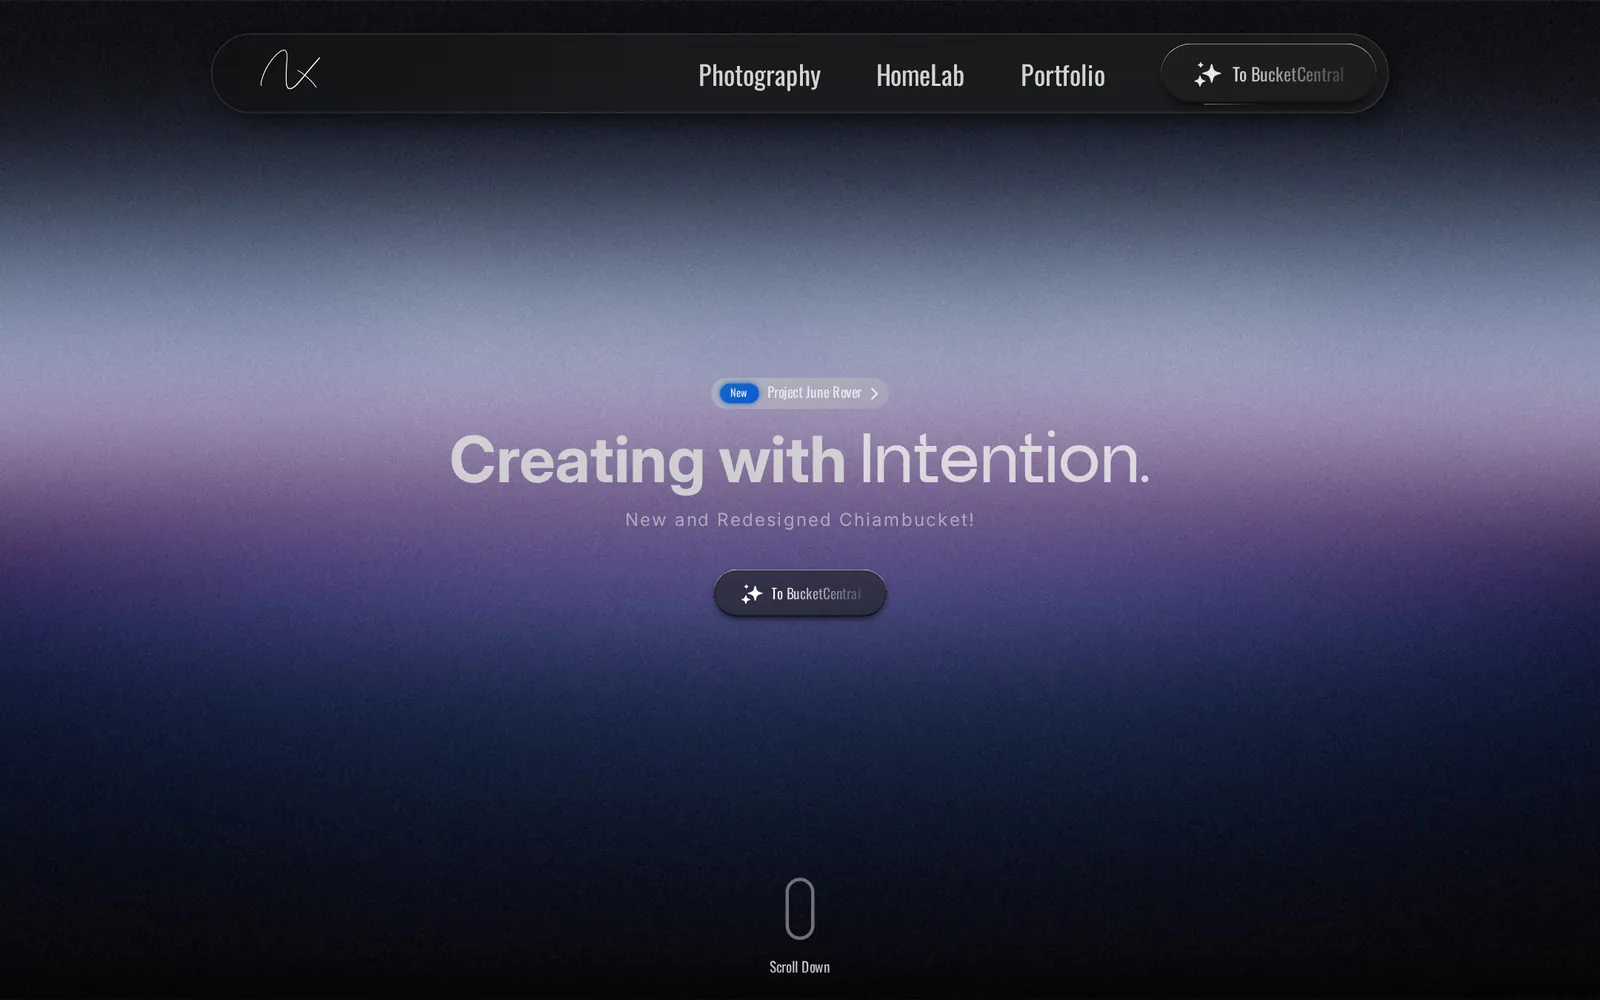 Photography HomeLab Portfolio To BucketCentral
New Project June Rover
Creating with Intention.
New and Redesigned Chiambucket!
To BucketCentral
Scroll Down